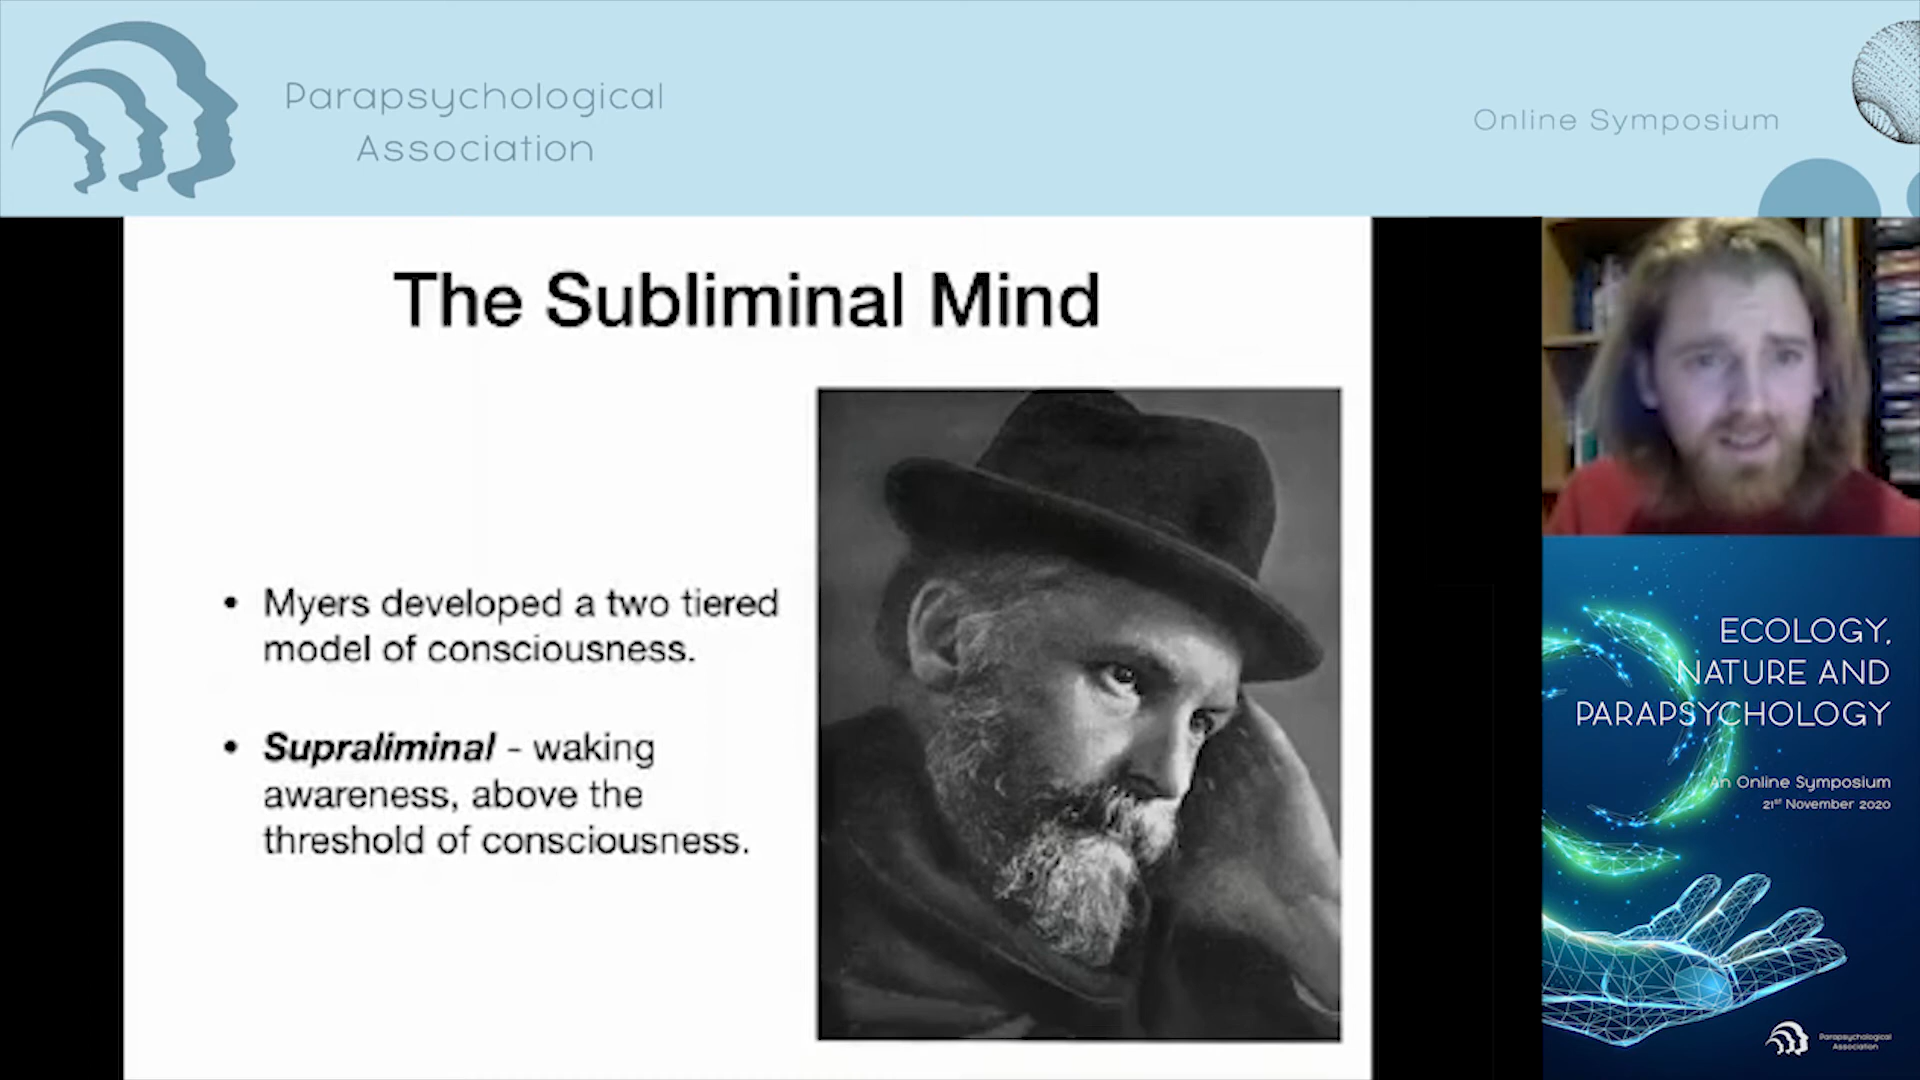 Parapsychological
Association
Online Symposium
The Subliminal Mind
• Myers developed a two tiered
model of consciousness.
• Supraliminal - waking
awareness, above the
threshold of consciousness.
ECOLOGY,
NATURE AND
PARAPSYCHOLOGY
An Online Symposium
21st November 2020
Parapsychological
Association